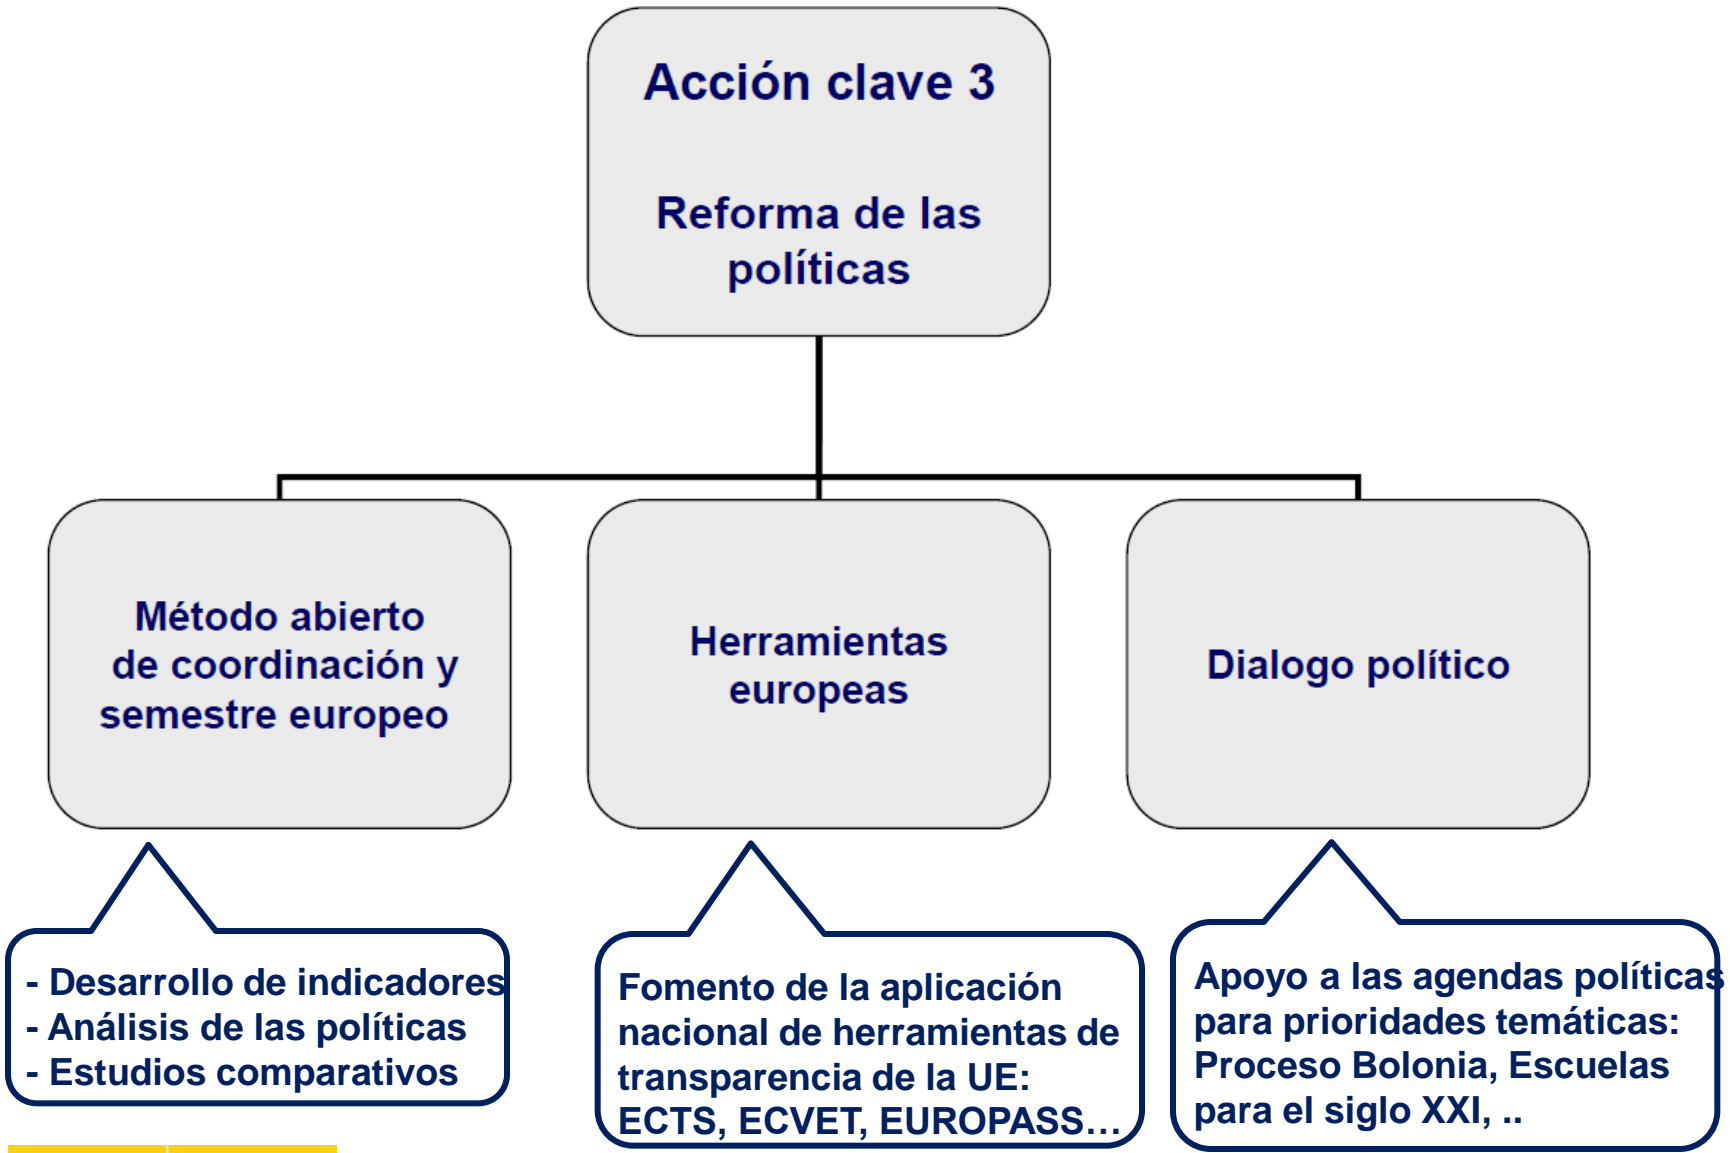 Acción clave 3
Reforma de las
políticas
Método abierto
de coordinación y
semestre europeo
Herramientas
europeas
Dialogo político
- Desarrollo de indicadores
- Análisis de las políticas
- Estudios comparativos
Fomento de la aplicación
nacional de herramientas de
transparencia de la UE:
ECTS, ECVET, EUROPASS…
Apoyo a las agendas políticas
para prioridades temáticas:
Proceso Bolonia, Escuelas
para el siglo XXI, ..